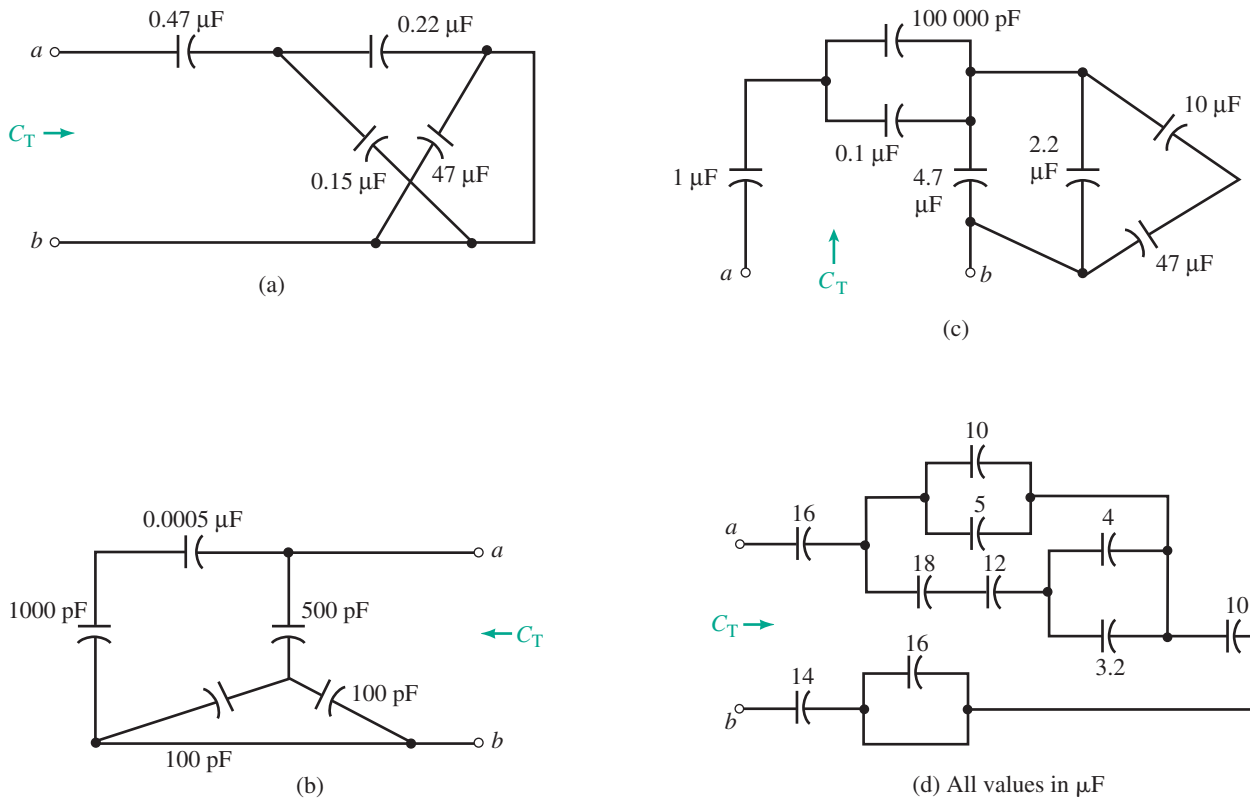 0.47 µF
0.22 µF
a
C_T
0.15 µF
47 µF
b
(a)
100 000 pF
10 µF
0.1 µF
2.2
µF
1 µF
4.7
µF
47 µF
a
C_T
b
(c)
0.0005 µF
a
1000 pF
500 pF
C_T
100 pF
b
100 pF
(b)
10
16
5
4
a
18
12
10
C_T
16
3.2
14
b
(d) All values in µF